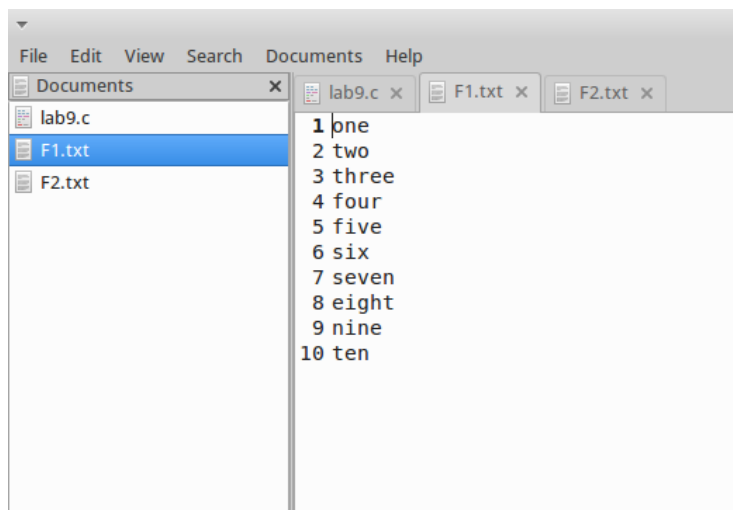 File Edit View Search Documents Help
Documents ×
lab9.c
F1.txt
F2.txt
lab9.c × F1.txt × F2.txt ×
1 one
2 two
3 three
4 four
5 five
6 six
7 seven
8 eight
9 nine
10 ten